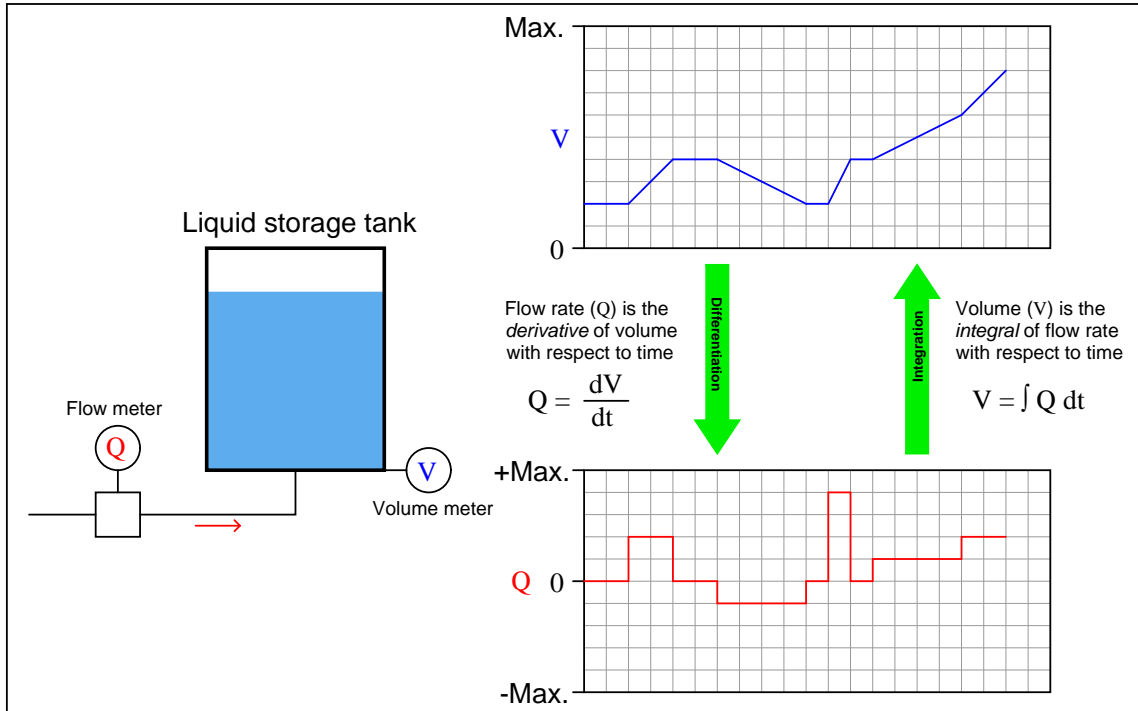 Liquid storage tank
Flow meter
Q
V
Volume meter
Max.
V
0
Flow rate (Q) is the
derivative of volume
with respect to time
Q = dV/dt
Differentiation
Integration
Volume (V) is the
integral of flow rate
with respect to time
V = ∫ Q dt
+Max.
Q 0
-Max.